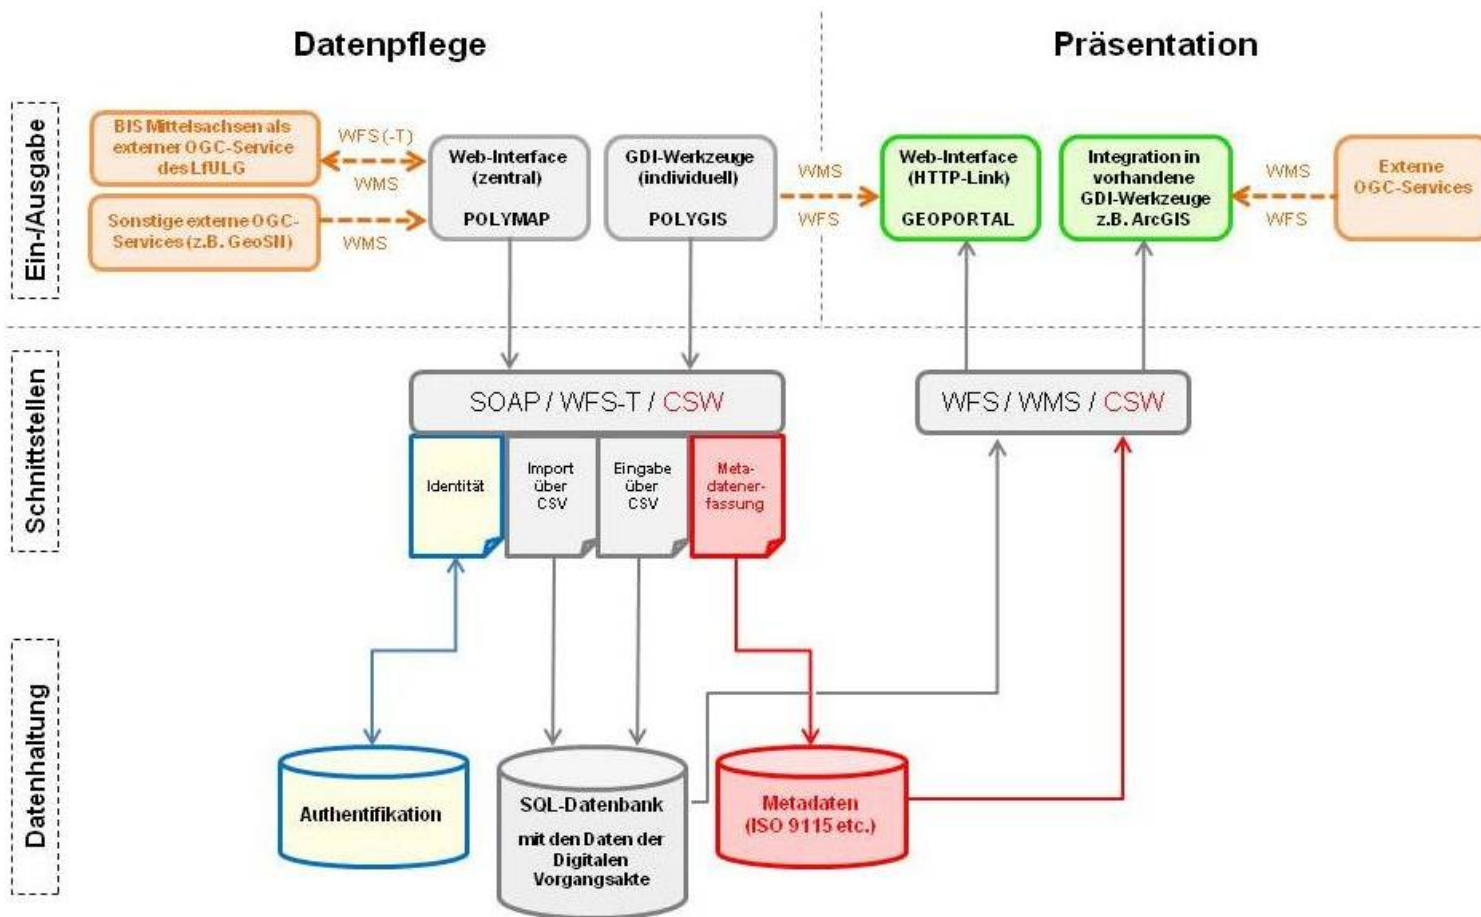 Datenpflege
Präsentation
Ein-/Ausgabe
BIS Mittelsachsen als
externer OGC-Service
des LfULG
WFS (-T)
WMS
Sonstige externe OGC-
Services (z.B. GeoSN)
WMS
Web-Interface
(zentral)
POLYMAP
GDI-Werkzeuge
(individuell)
POLYGIS
WMS
WFS
Web-Interface
(HTTP-Link)
GEOPORTAL
Integration in
vorhandene
GDI-Werkzeuge
z.B. ArcGIS
WMS
WFS
Externe
OGC-Services
Schnittstellen
SOAP / WFS-T / CSW
WFS / WMS / CSW
Identität
Import
über
CSV
Eingabe
über
CSV
Meta-
datener-
fassung
Datenhaltung
Authentifikation
SQL-Datenbank
mit den Daten der
Digitalen
Vorgangsakte
Metadaten
(ISO 9115 etc.)